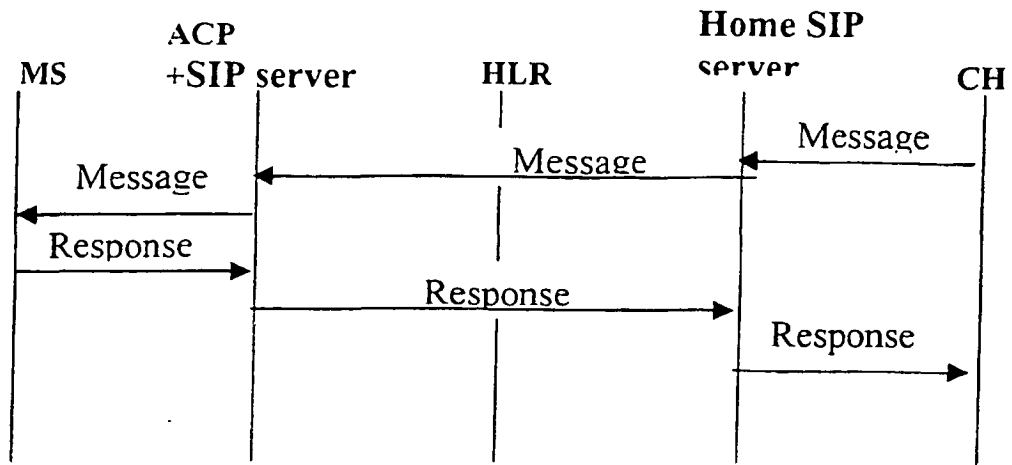 MS
ACP
+SIP server
HLR
Home SIP
server
CH
Message
Message
Message
Response
Response
Response